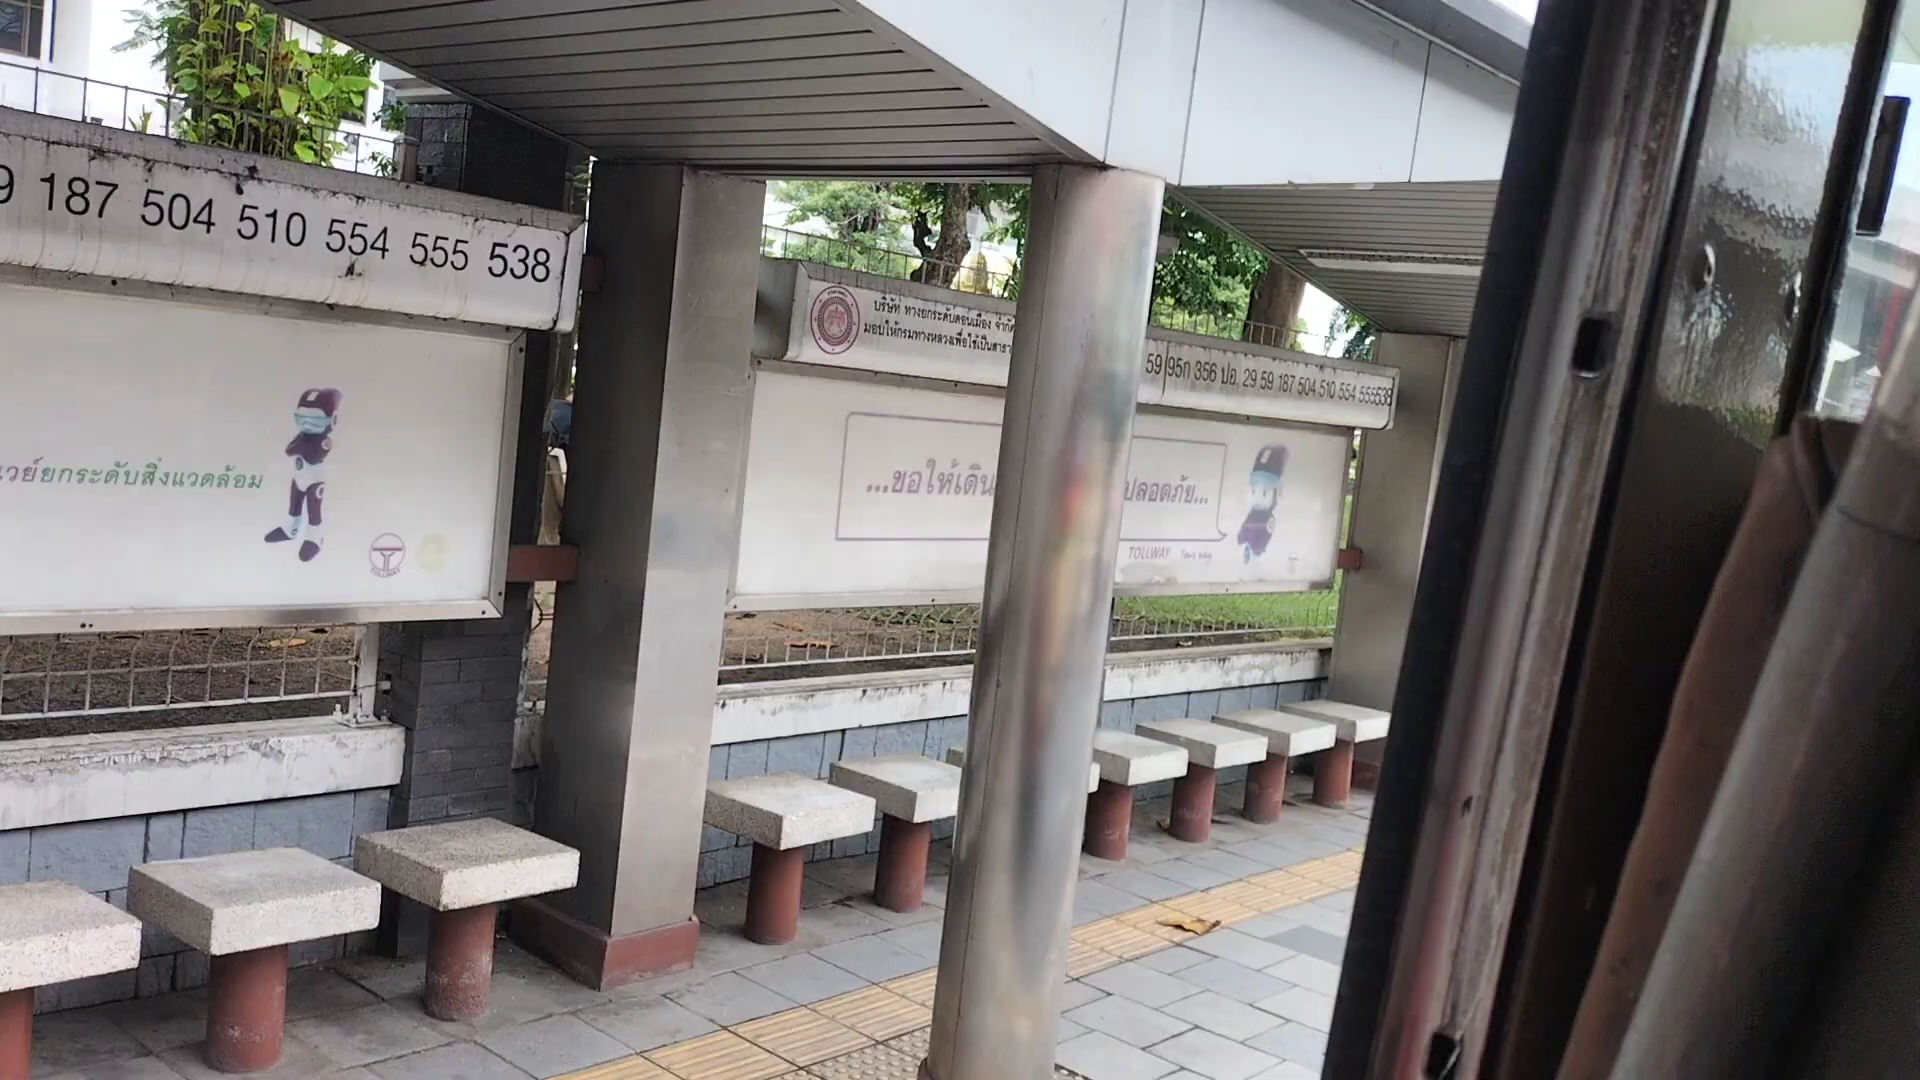 9 187 504 510 554 555 538
ยกระดับสิ่งแวดล้อม
TOLLWAY
บริษัท ทางยกระดับดอนเมือง จำกัด
มอบให้กรมทางหลวงเพื่อใช้เป็นสาธา
59 95ก 356 ปอ. 29 59 187 504 510 554 555 538
...ขอให้เดิน ปลอดภัย...
TOLLWAY